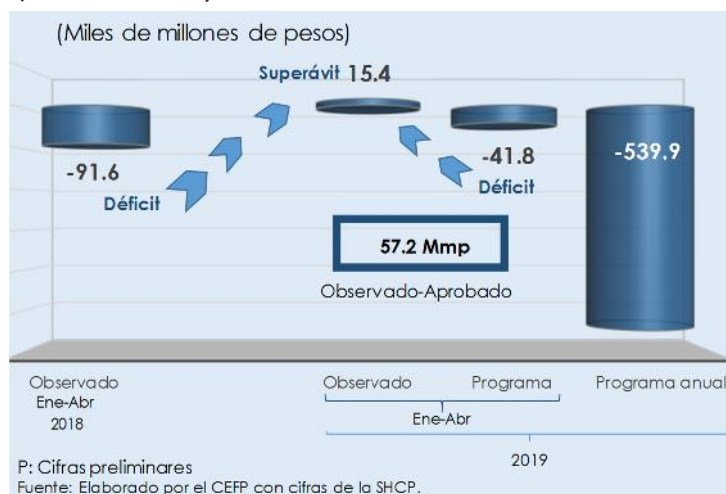 (Miles de millones de pesos)
Superávit 15.4
-91.6
Déficit
-41.8
Déficit
-539.9
57.2 Mmp
Observado-Aprobado
Observado
Ene-Abr
2018
Observado
Programa
Programa anual
Ene-Abr
2019
P: Cifras preliminares
Fuente: Elaborado por el CEFP con cifras de la SHCP.